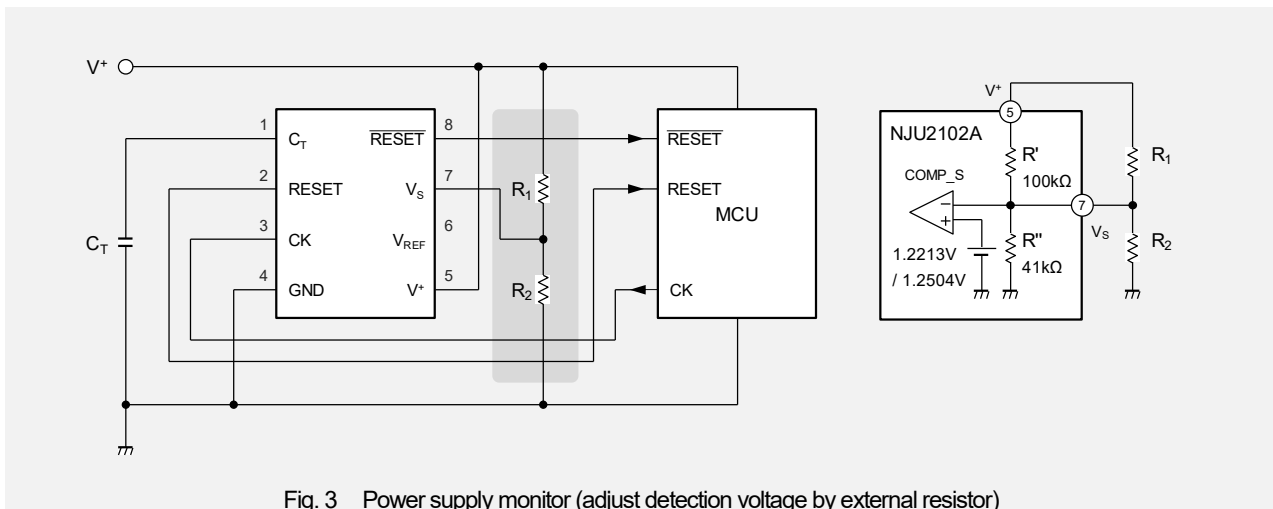 V⁺
1
2
3
4
C_T
RESET
CK
GND
RESET
V_S
V_REF
V⁺
8
7
6
5
C_T
R₁
R₂
RESET
RESET
MCU
CK
V⁺
5
NJU2102A
COMP_S
R'
100kΩ
7
V_S
R"
41kΩ
1.2213V
/ 1.2504V
R₁
R₂
Fig. 3 Power supply monitor (adjust detection voltage by external resistor)